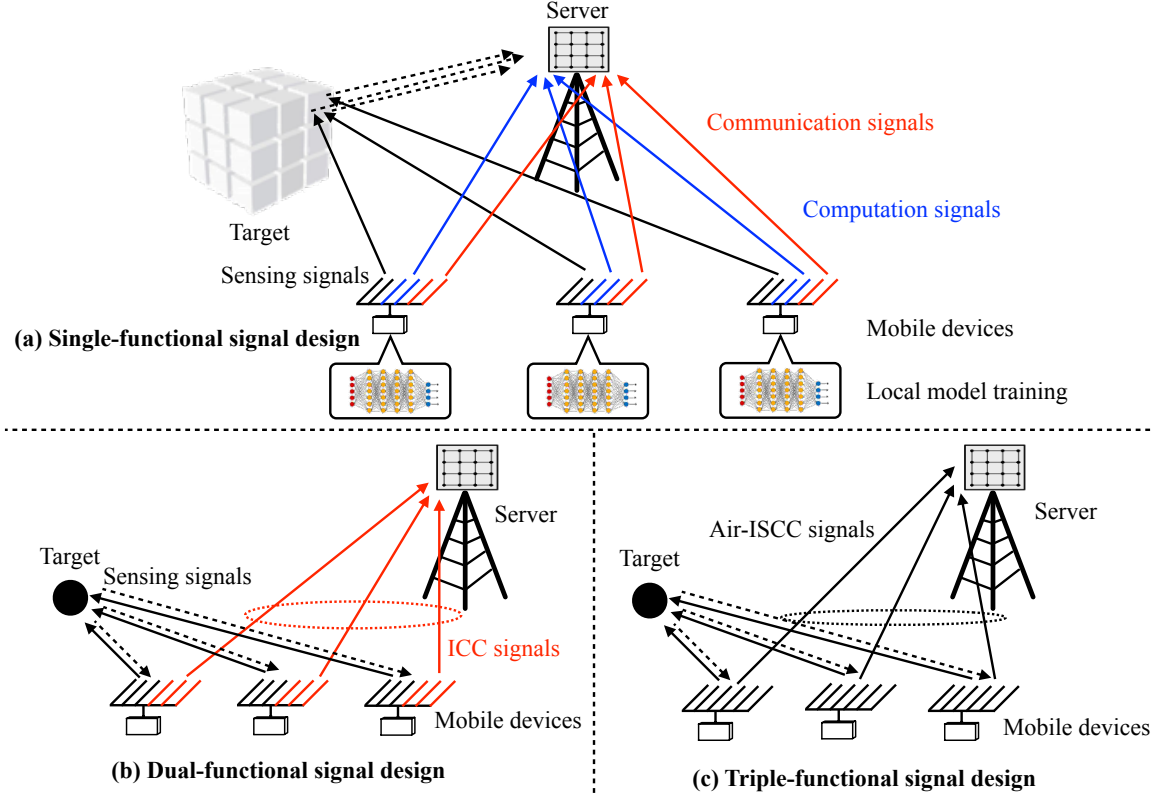 Server
Communication signals
Computation signals
Target
Sensing signals
Mobile devices
(a) Single-functional signal design
Local model training
Server
Target
Sensing signals
ICC signals
Mobile devices
(b) Dual-functional signal design
Air-ISCC signals
Server
Target
Mobile devices
(c) Triple-functional signal design